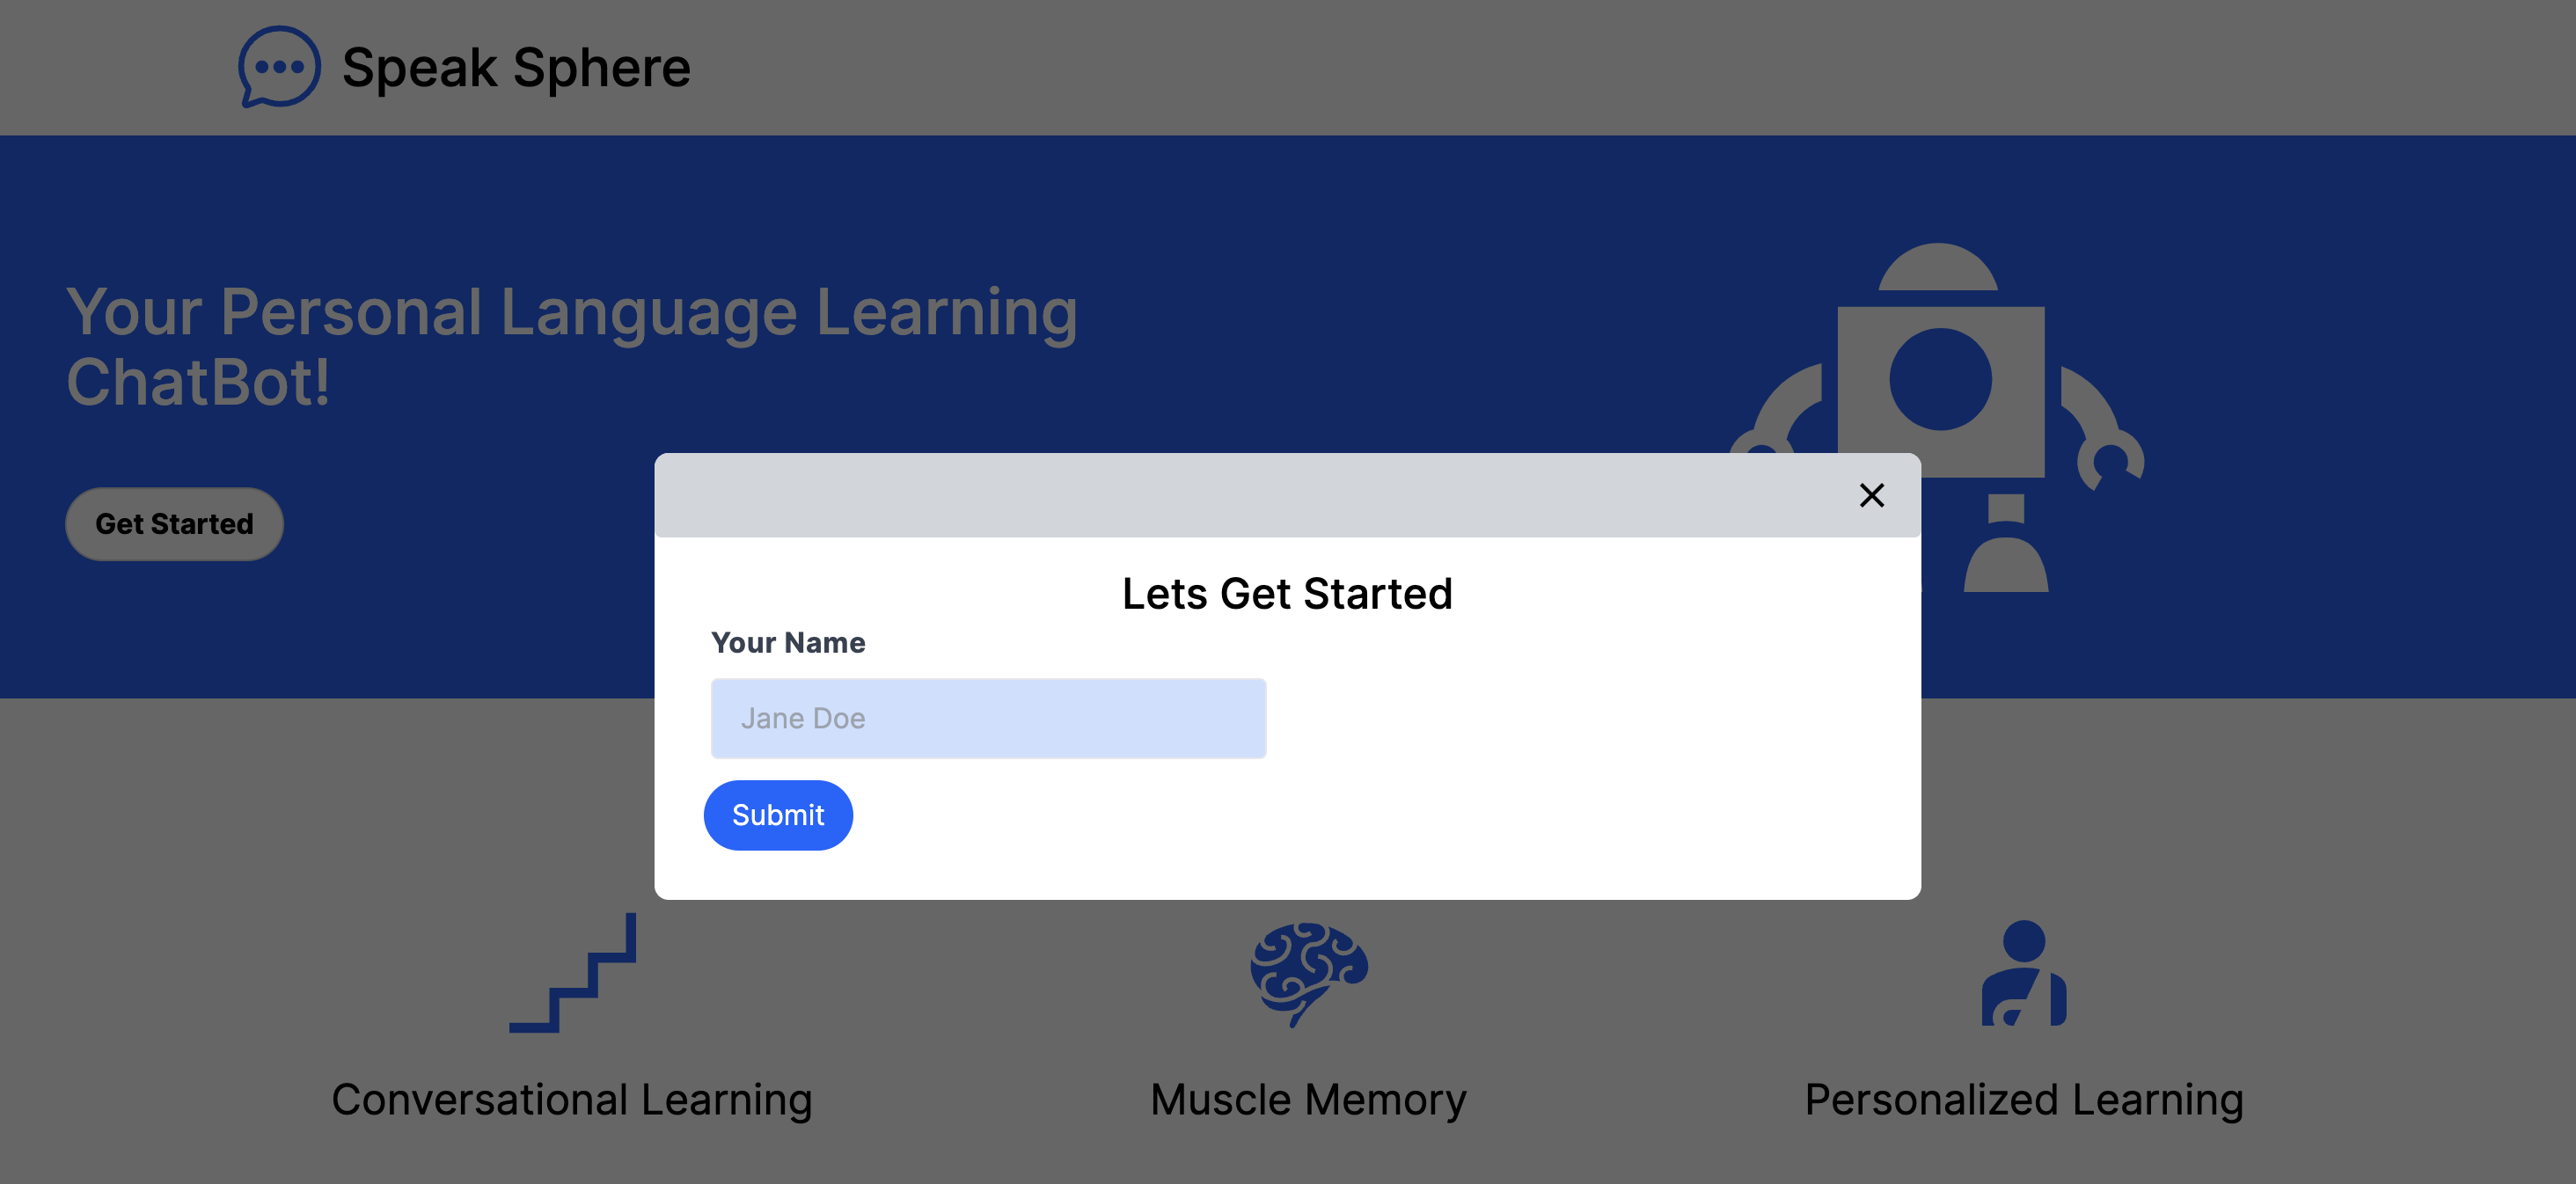 Speak Sphere
Your Personal Language Learning
ChatBot!
Get Started
Lets Get Started
Your Name
Jane Doe
Submit
Conversational Learning
Muscle Memory
Personalized Learning